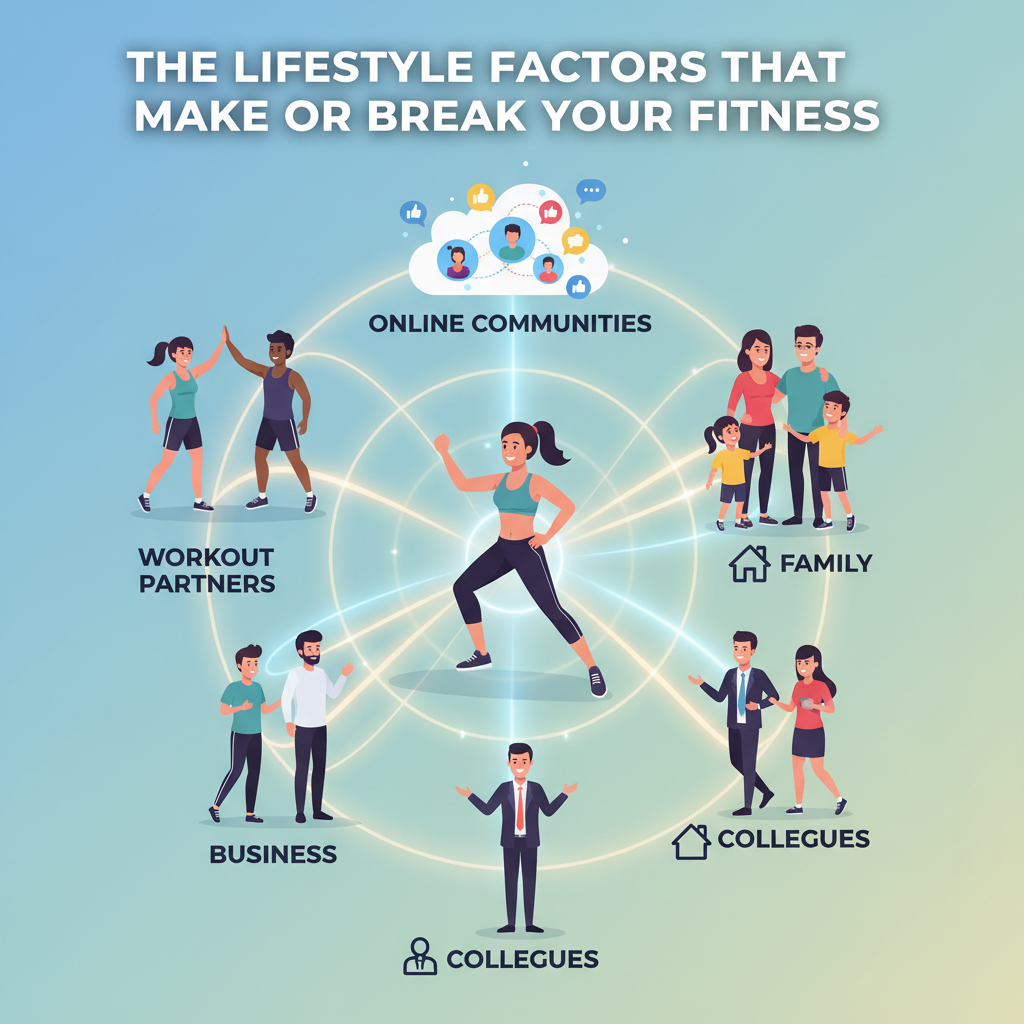 THE LIFESTYLE FACTORS THAT
MAKE OR BREAK YOUR FITNESS
ONLINE COMMUNITIES
WORKOUT
PARTNERS
FAMILY
BUSINESS
COLLEGUES
COLLEGUES